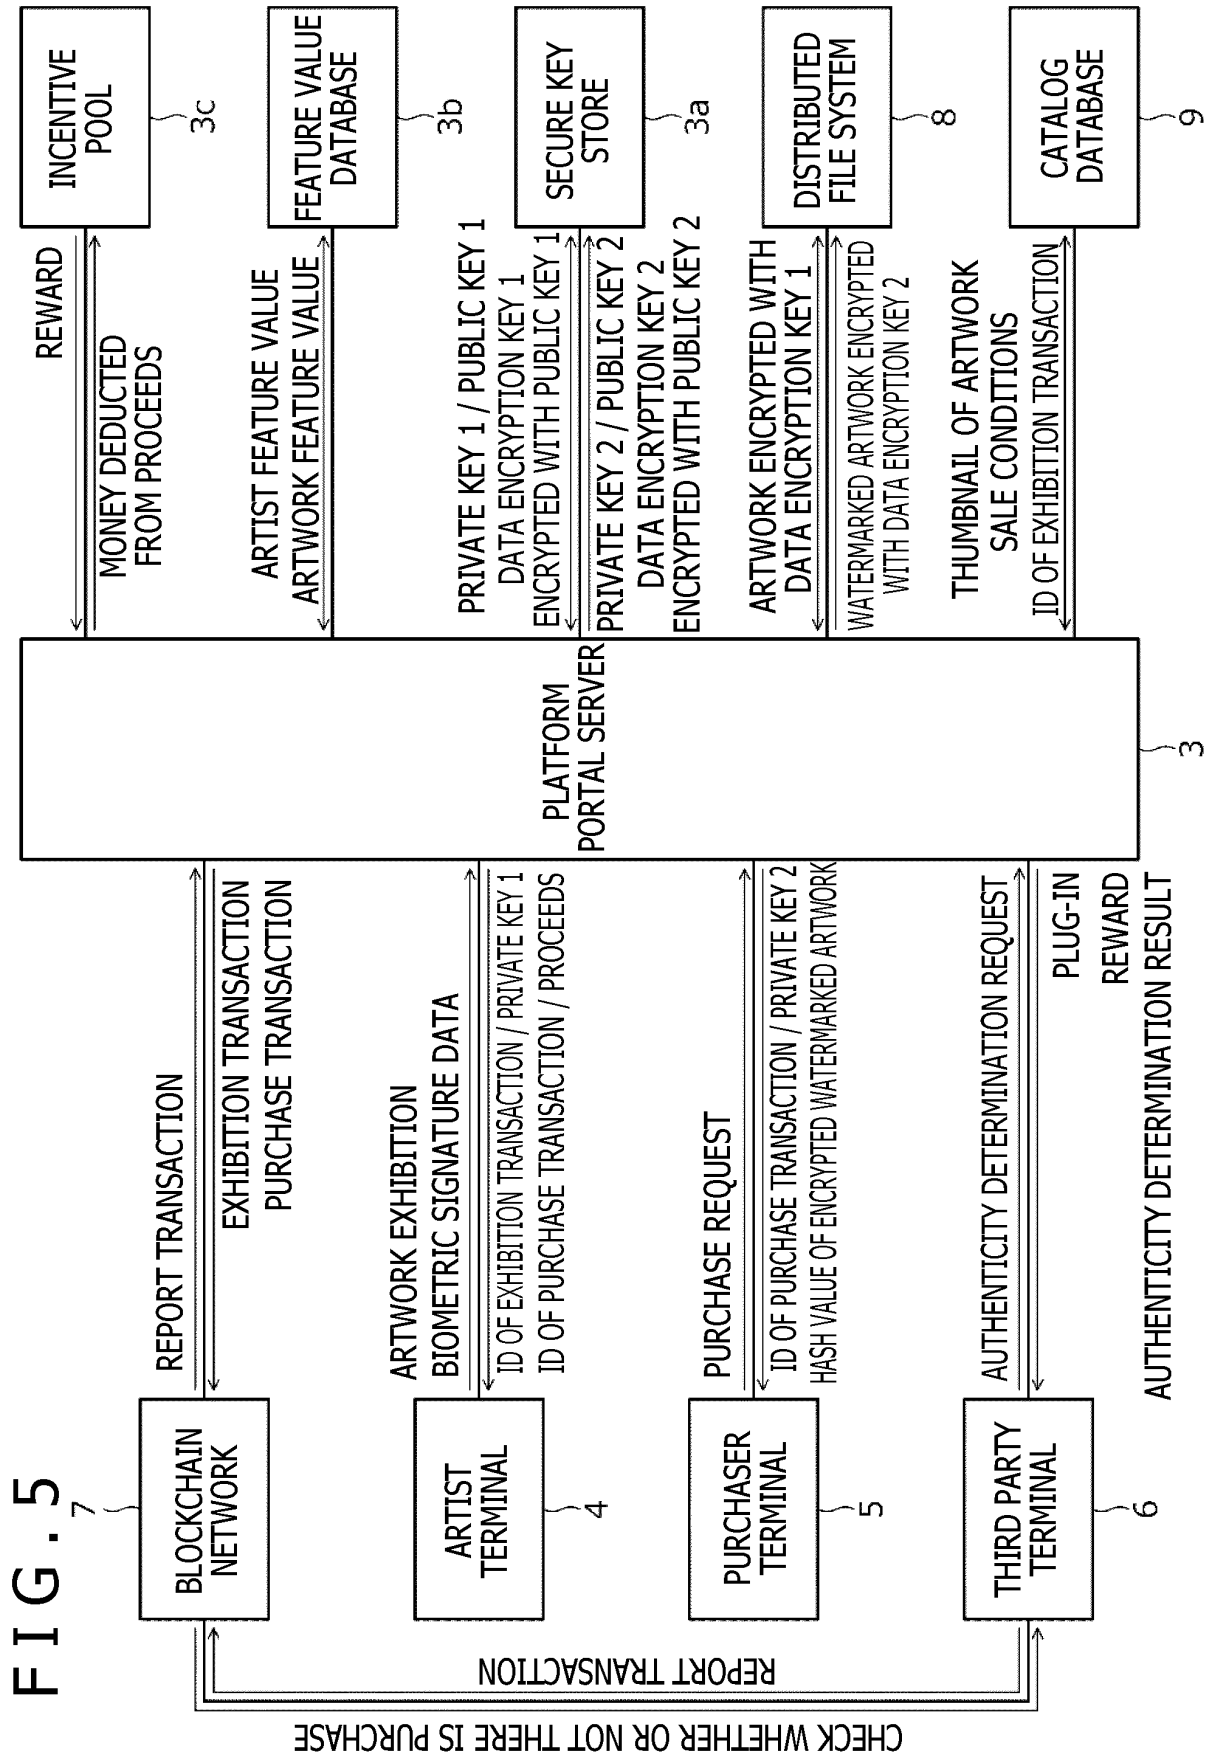 FIG.5
7
BLOCKCHAIN
NETWORK
REPORT TRANSACTION
EXHIBITION TRANSACTION
PURCHASE TRANSACTION
4
ARTIST
TERMINAL
ARTWORK EXHIBITION
BIOMETRIC SIGNATURE DATA
ID OF EXHIBITION TRANSACTION / PRIVATE KEY 1
ID OF PURCHASE TRANSACTION / PROCEEDS
5
PURCHASER
TERMINAL
PURCHASE REQUEST
ID OF PURCHASE TRANSACTION / PRIVATE KEY 2
HASH VALUE OF ENCRYPTED WATERMARKED ARTWORK
6
THIRD PARTY
TERMINAL
AUTHENTICITY DETERMINATION REQUEST
PLUG-IN
REWARD
AUTHENTICITY DETERMINATION RESULT
REPORT TRANSACTION
CHECK WHETHER OR NOT THERE IS PURCHASE
PLATFORM
PORTAL SERVER
3
REWARD
MONEY DEDUCTED
FROM PROCEEDS
INCENTIVE
POOL
3c
ARTIST FEATURE VALUE
ARTWORK FEATURE VALUE
FEATURE VALUE
DATABASE
3b
PRIVATE KEY 1 / PUBLIC KEY 1
DATA ENCRYPTION KEY 1
ENCRYPTED WITH PUBLIC KEY 1
PRIVATE KEY 2 / PUBLIC KEY 2
DATA ENCRYPTION KEY 2
ENCRYPTED WITH PUBLIC KEY 2
SECURE KEY
STORE
3a
ARTWORK ENCRYPTED WITH
DATA ENCRYPTION KEY 1
WATERMARKED ARTWORK ENCRYPTED
WITH DATA ENCRYPTION KEY 2
DISTRIBUTED
FILE SYSTEM
8
THUMBNAIL OF ARTWORK
SALE CONDITIONS
ID OF EXHIBITION TRANSACTION
CATALOG
DATABASE
9